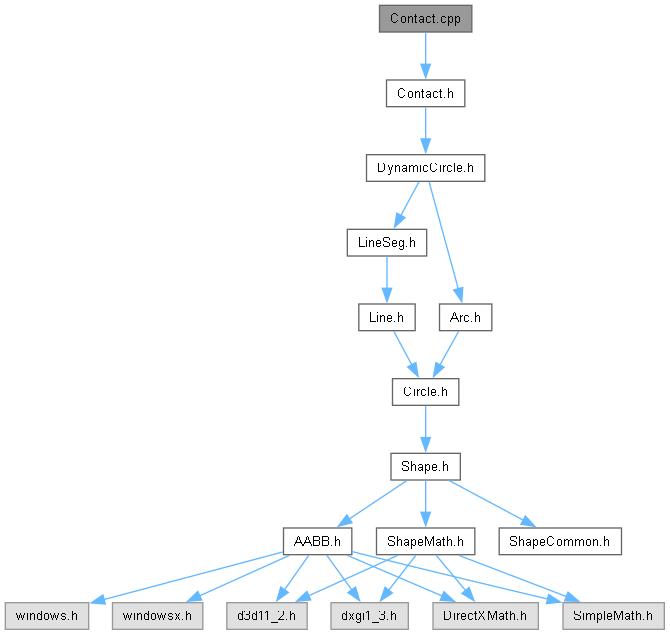 Contact.cpp
Contact.h
DynamicCircle.h
LineSeg.h
Line.h
Arc.h
Circle.h
Shape.h
AABB.h
ShapeMath.h
ShapeCommon.h
windows.h
windowsx.h
d3d11_2.h
dxgi1_3.h
DirectXMath.h
SimpleMath.h